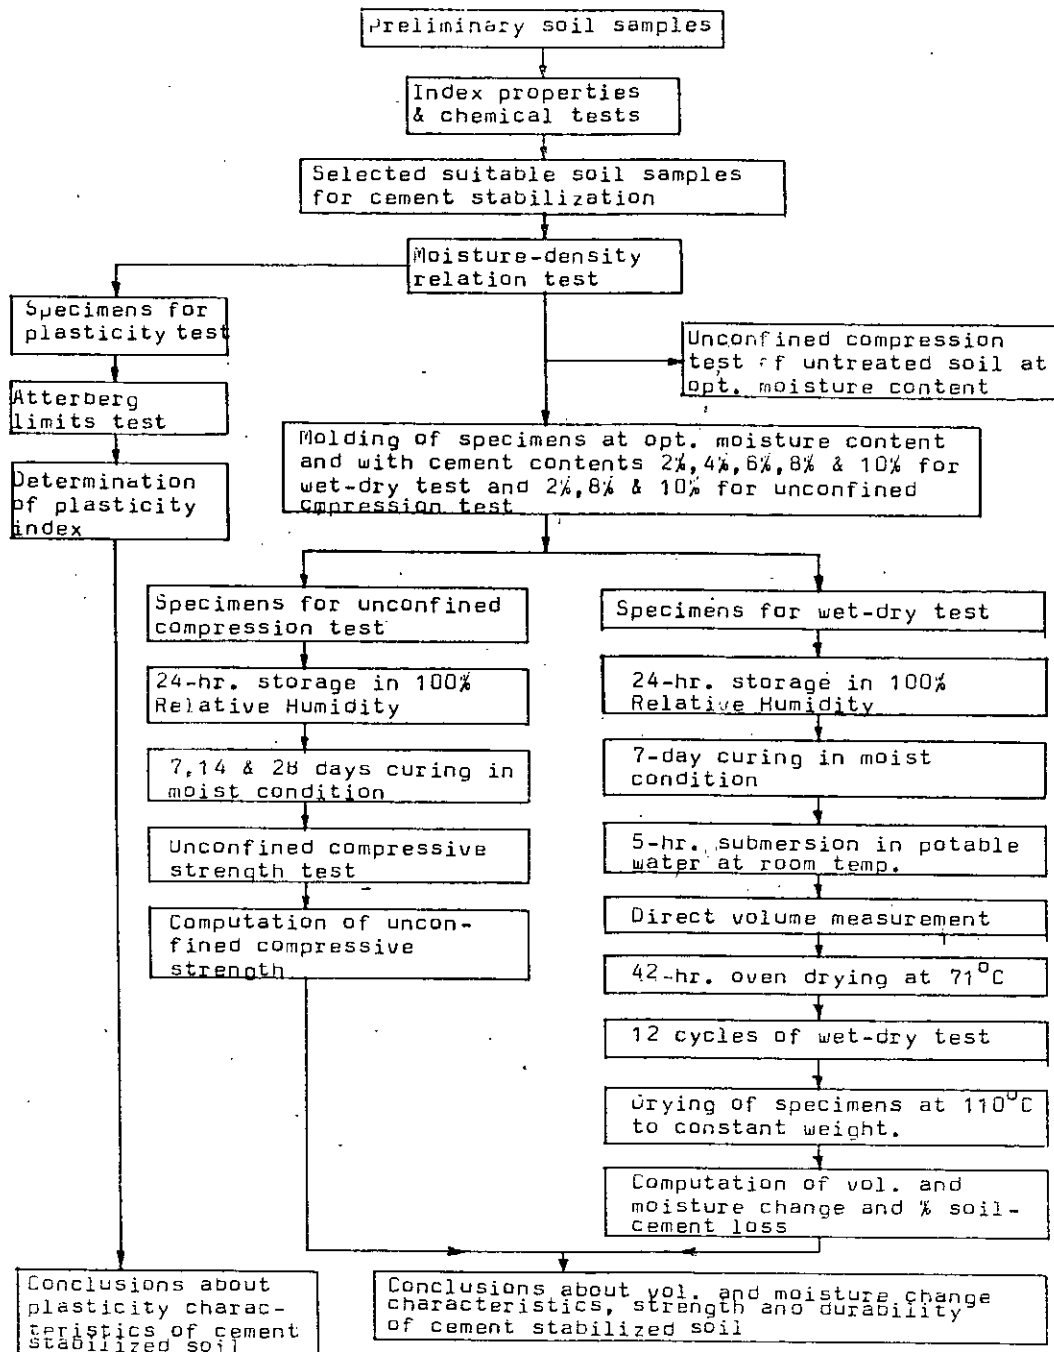 Preliminary soil samples
Index properties
& chemical tests
Selected suitable soil samples
for cement stabilization
Moisture-density
relation test
Specimens for
plasticity test
Atterberg
limits test
Determination
of plasticity
index
Unconfined compression
test of untreated soil at
opt. moisture content
Molding of specimens at opt. moisture content
and with cement contents 2%,4%,6%,8% & 10% for
wet-dry test and 2%,8% & 10% for unconfined
cmpression test
Specimens for unconfined
compression test
24-hr. storage in 100%
Relative Humidity
7,14 & 28 days curing in
moist condition
Unconfined compressive
strength test
Computation of uncon-
fined compressive
strength
Specimens for wet-dry test
24-hr. storage in 100%
Relative Humidity
7-day curing in moist
condition
5-hr. submersion in potable
water at room temp.
Direct volume measurement
42-hr. oven drying at 71°C
12 cycles of wet-dry test
Drying of specimens at 110°C
to constant weight.
Computation of vol. and
moisture change and % soil-
cement loss
Conclusions about
plasticity charac-
teristics of cement
stabilized soil
Conclusions about vol. and moisture change
characteristics, strength and durability
of cement stabilized soil